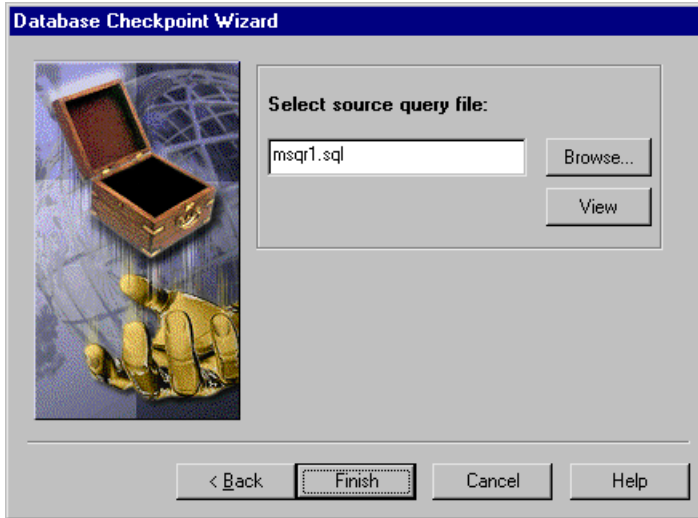 Database Checkpoint Wizard
Select source query file:
msqr1.sql
Browse...
View
< Back
Finish
Cancel
Help